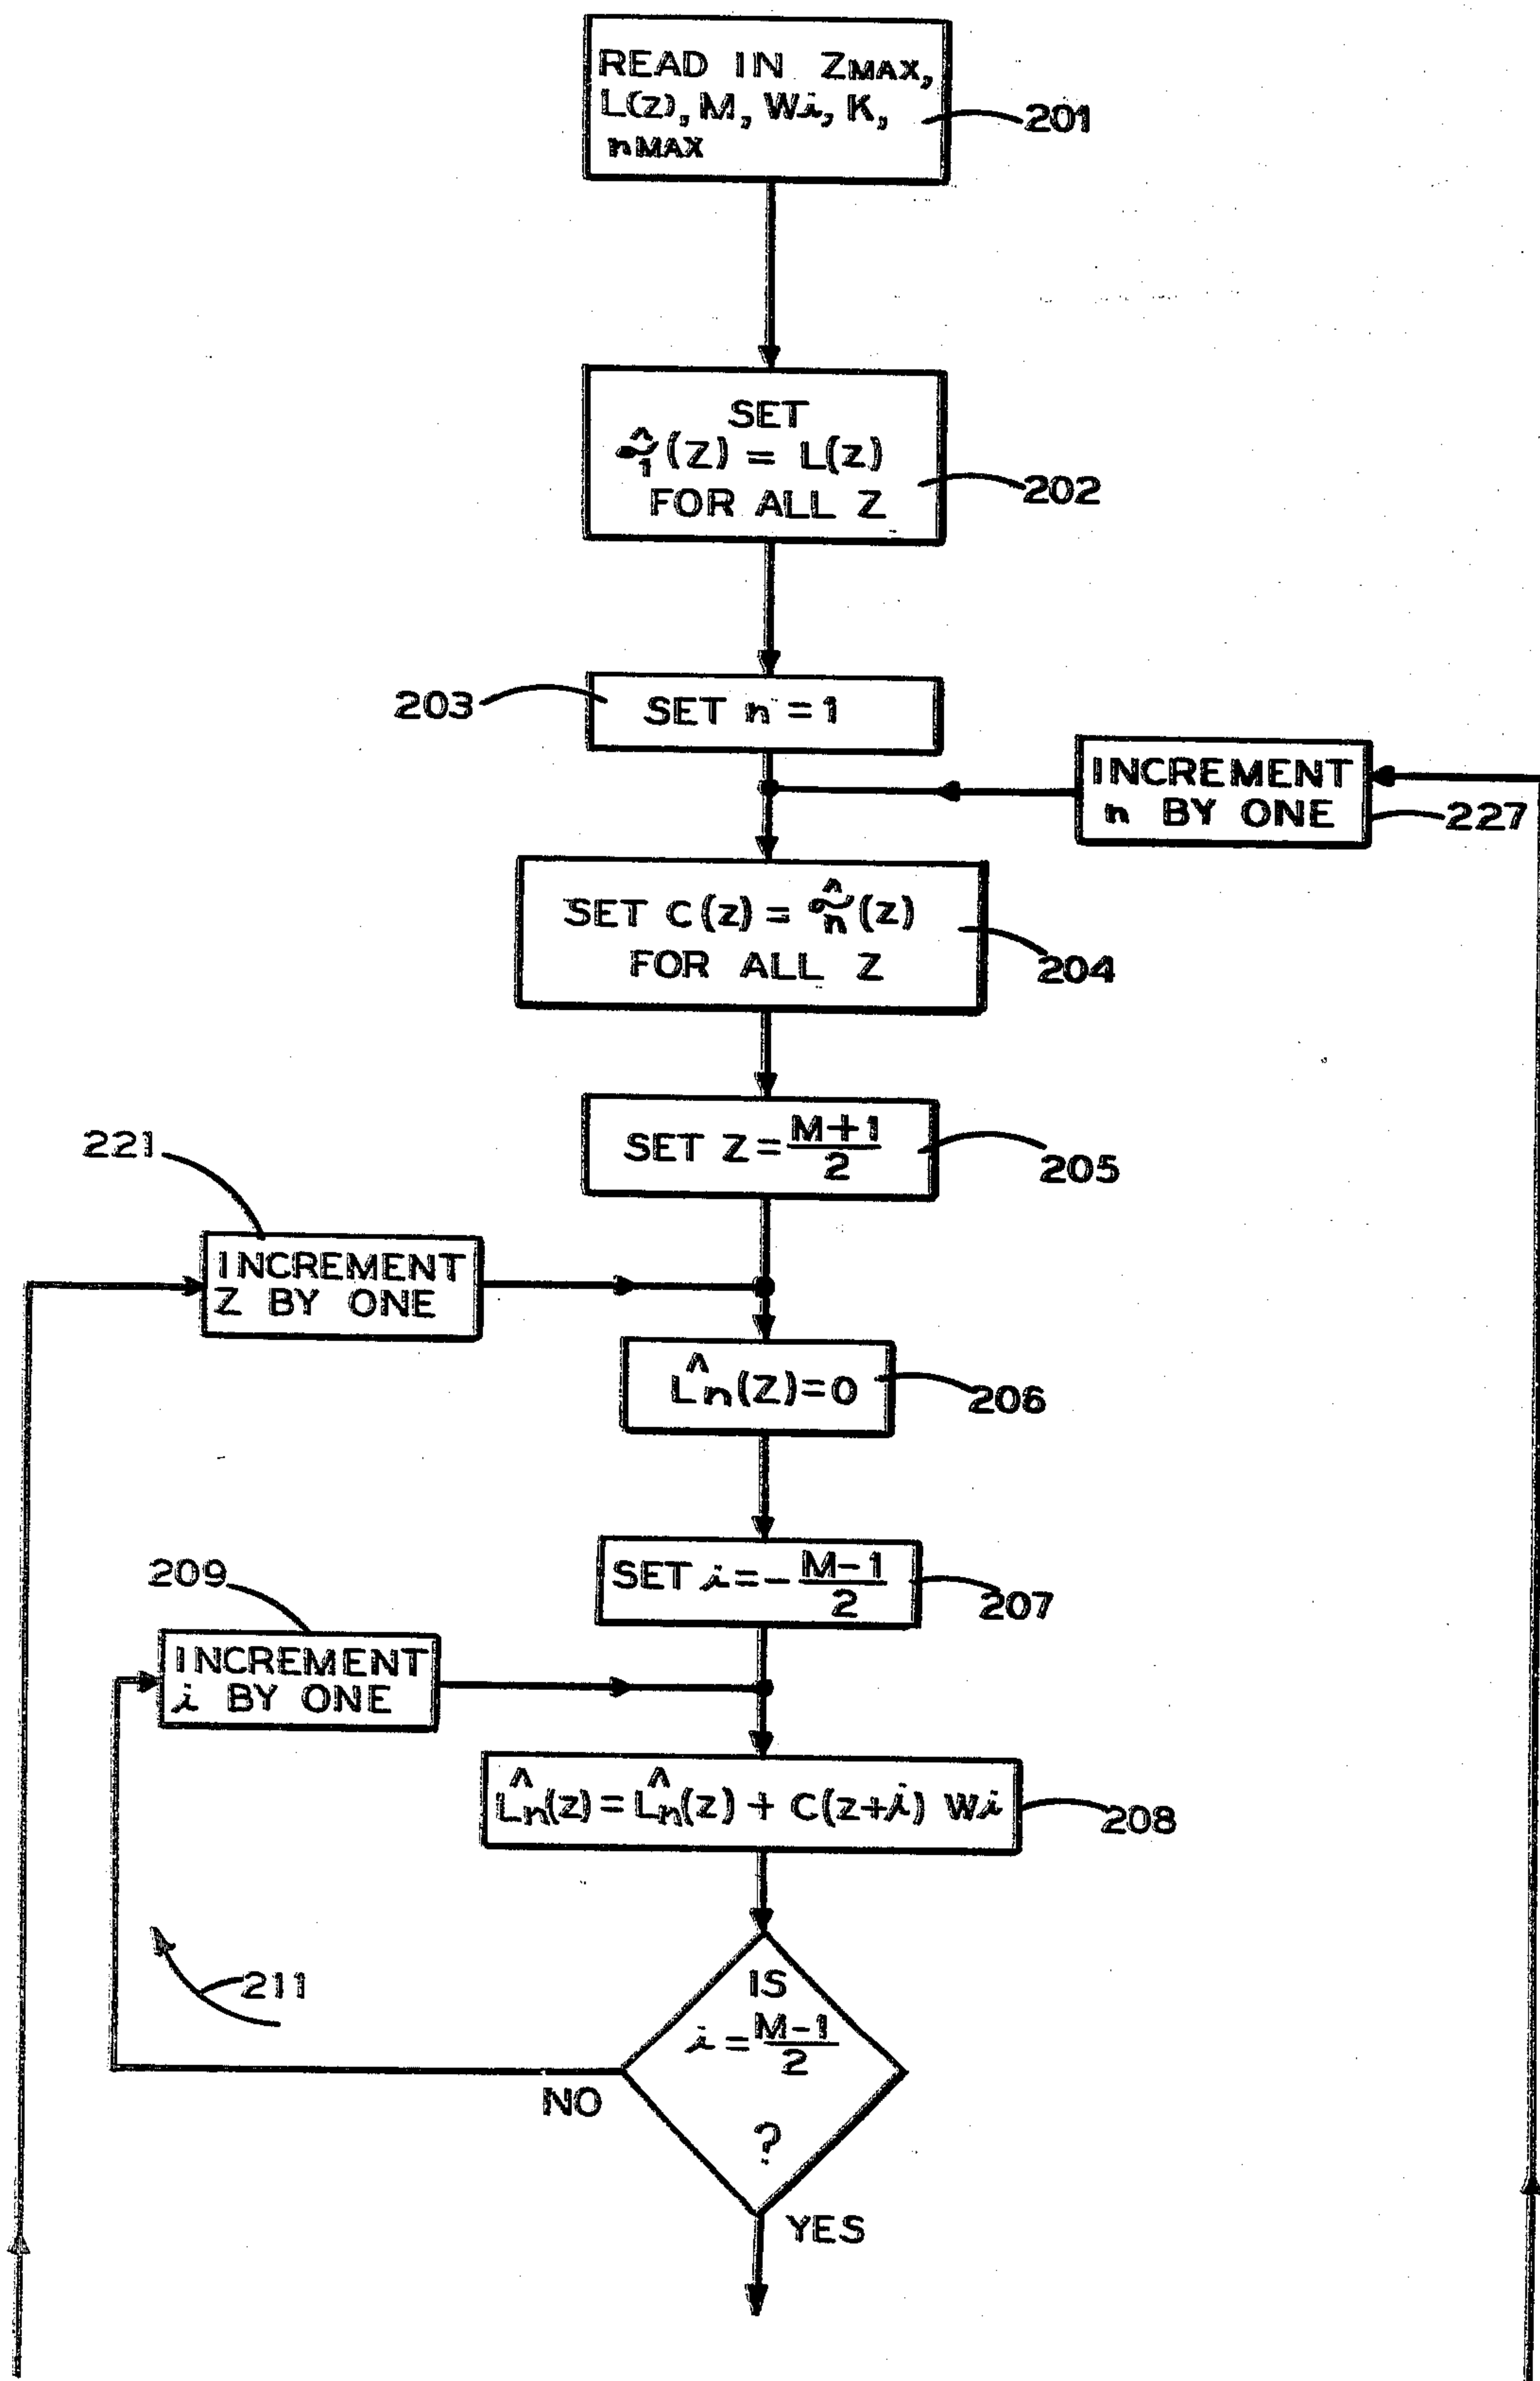 READ IN ZMAX,
L(z), M, Wi, K,
nMAX
201
SET
σ̂1(Z) = L(z)
FOR ALL Z
202
203
SET n = 1
INCREMENT
n BY ONE
227
SET C(z) = σ̂n(z)
FOR ALL Z
204
SET Z = M+1/2
205
221
INCREMENT
Z BY ONE
L̂n(Z)=0
206
SET i = - M-1/2
207
209
INCREMENT
i BY ONE
L̂n(z) = L̂n(z) + C(z+i) Wi
208
211
IS
i = M-1/2
?
NO
YES